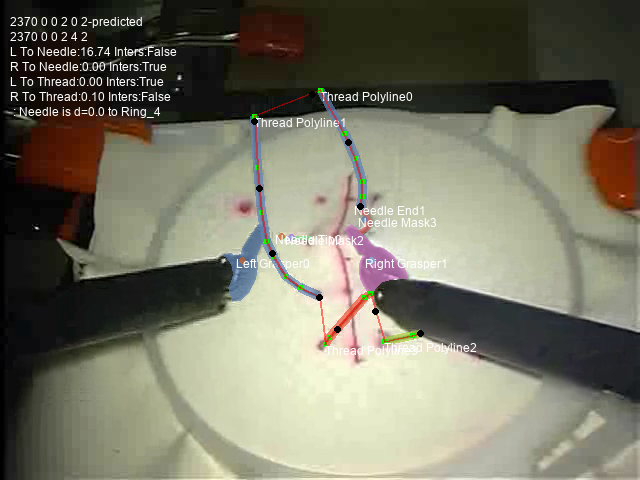 2370 0 0 2 0 2-predicted
2370 0 0 2 4 2
L To Needle:16.74 Inters:False
R To Needle:0.00 Inters:True
L To Thread:0.00 Inters:True
R To Thread:0.10 Inters:False
: Needle is d=0.0 to Ring_4
Thread Polyline0
Thread Polyline1
Needle End1
Needle Mask3
Mask2
Left Grasper0
Right Grasper1
Thread Polyline2
Thread Polyline